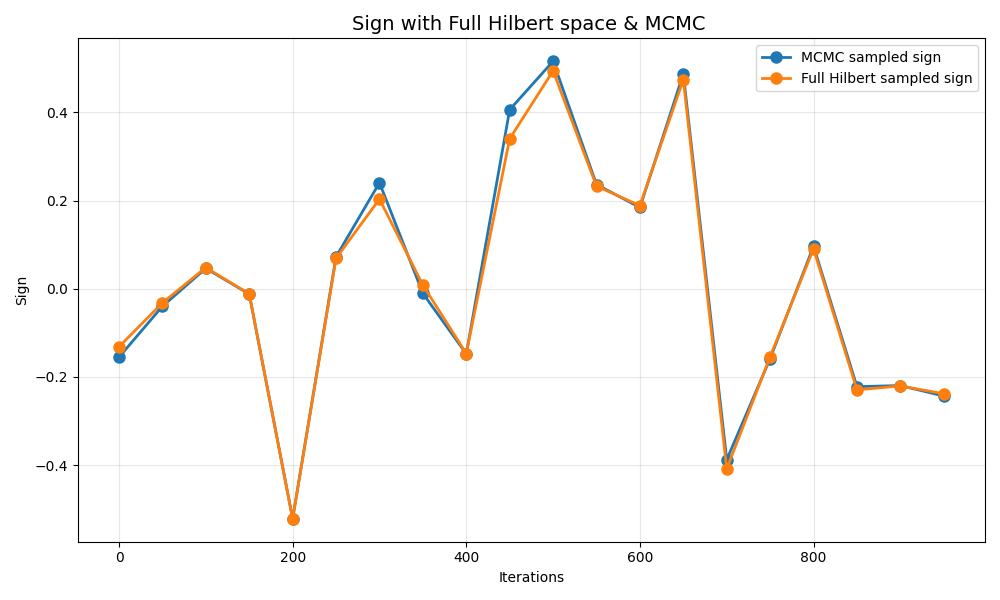 Sign with Full Hilbert space & MCMC
MCMC sampled sign
Full Hilbert sampled sign
Sign
0.4
0.2
0.0
−0.2
−0.4
0 200 400 600 800
Iterations